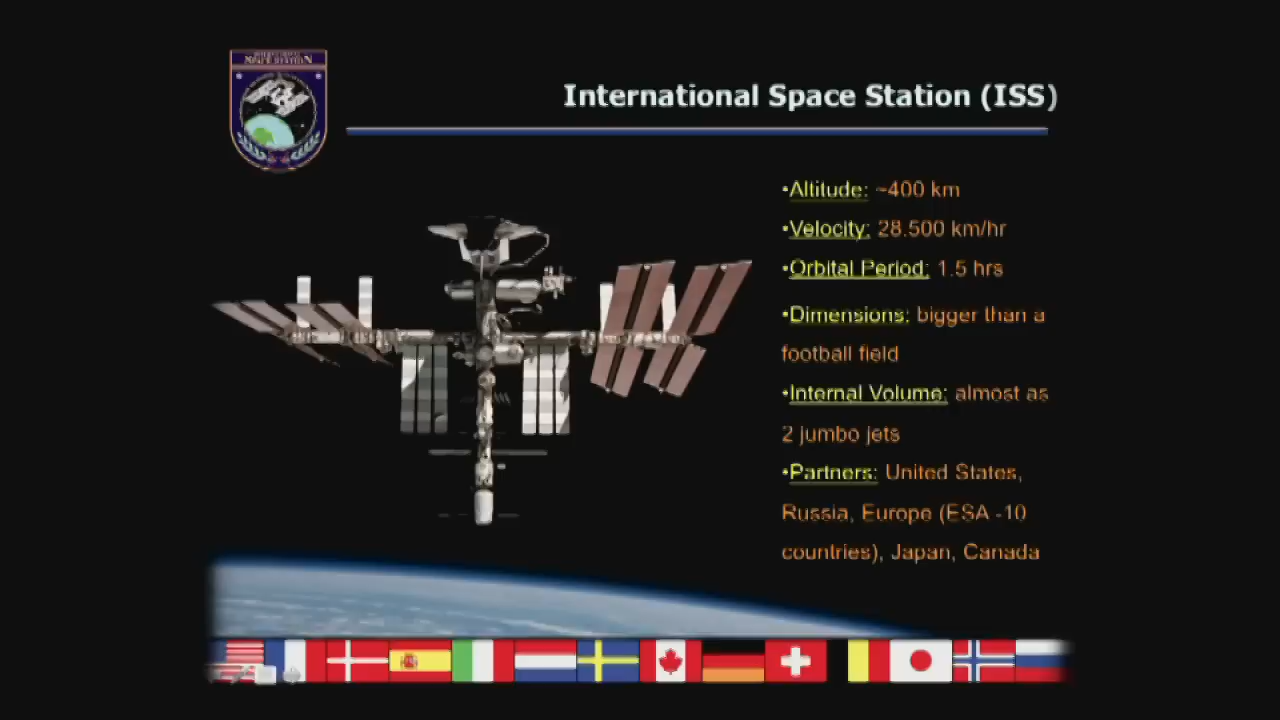 International Space Station (ISS)
•Altitude: ~400 km
•Velocity: 28.500 km/hr
•Orbital Period: 1.5 hrs
•Dimensions: bigger than a
football field
•Internal Volume: almost as
2 jumbo jets
•Partners: United States,
Russia, Europe (ESA -10
countries), Japan, Canada